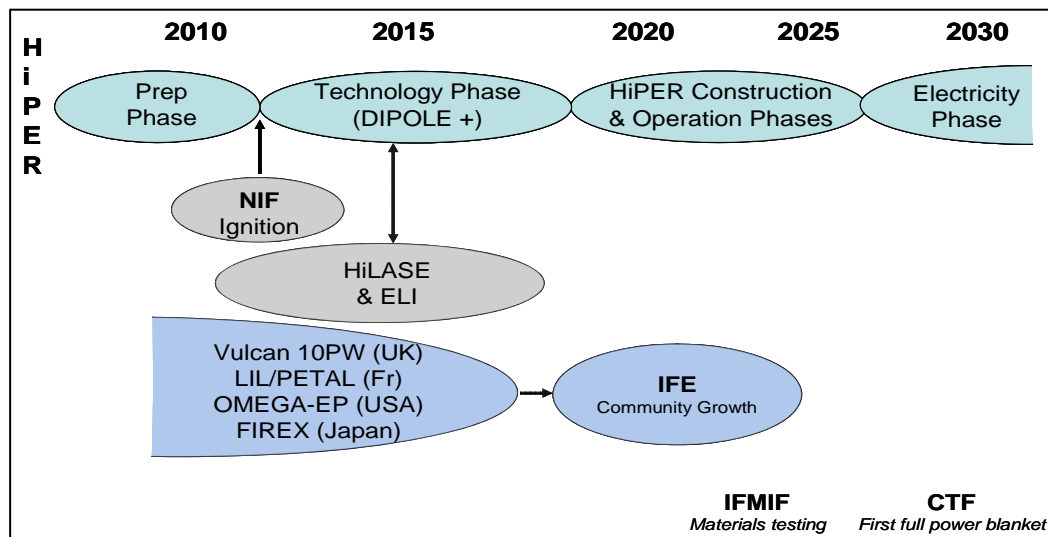 HiPER
2010 2015 2020 2025 2030
Prep
Phase
Technology Phase
(DIPOLE +)
HiPER Construction
& Operation Phases
Electricity
Phase
NIF
Ignition
HiLASE
& ELI
Vulcan 10PW (UK)
LIL/PETAL (Fr)
OMEGA-EP (USA)
FIREX (Japan)
IFE
Community Growth
IFMIF
Materials testing
CTF
First full power blanket